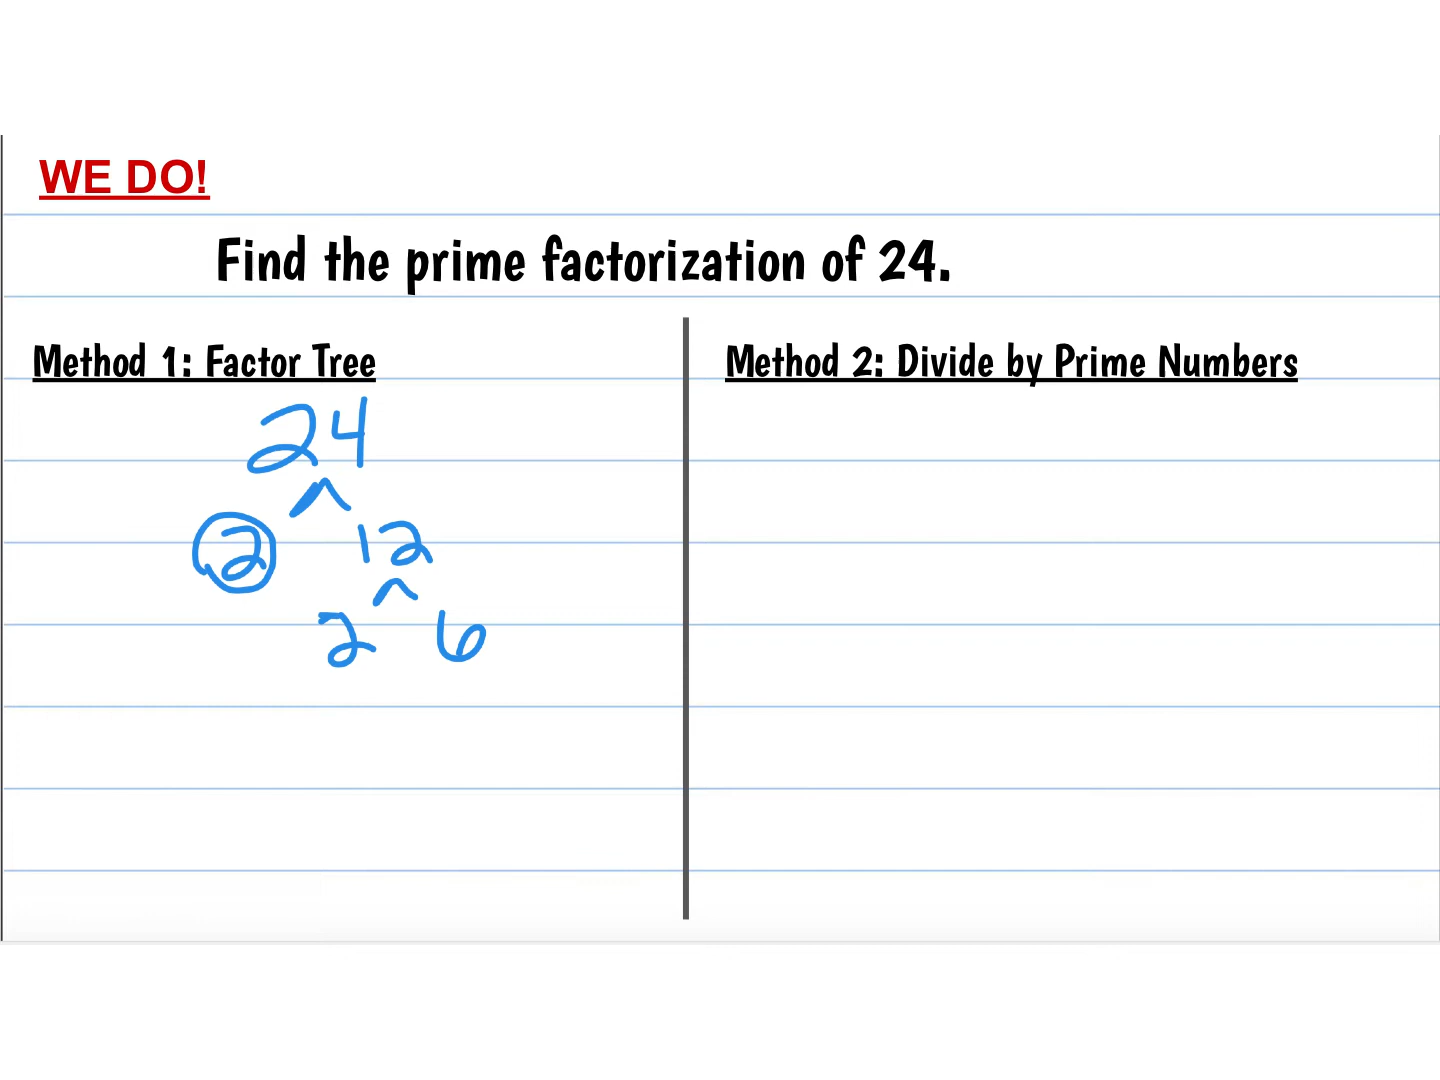 WE DO!
Find the prime factorization of 24.
Method 1: Factor Tree
24
2 12
2 6
Method 2: Divide by Prime Numbers